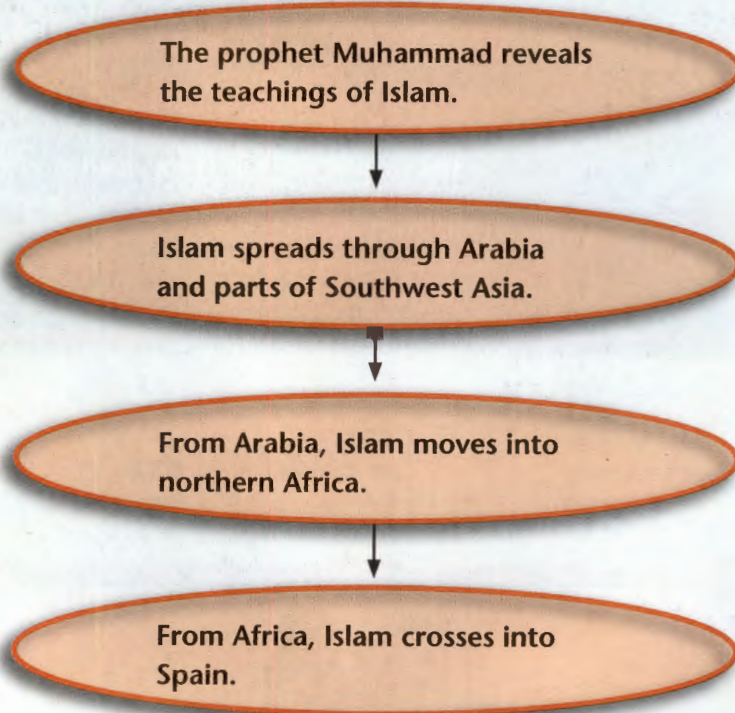 The prophet Muhammad reveals
the teachings of Islam.
Islam spreads through Arabia
and parts of Southwest Asia.
From Arabia, Islam moves into
northern Africa.
From Africa, Islam crosses into
Spain.